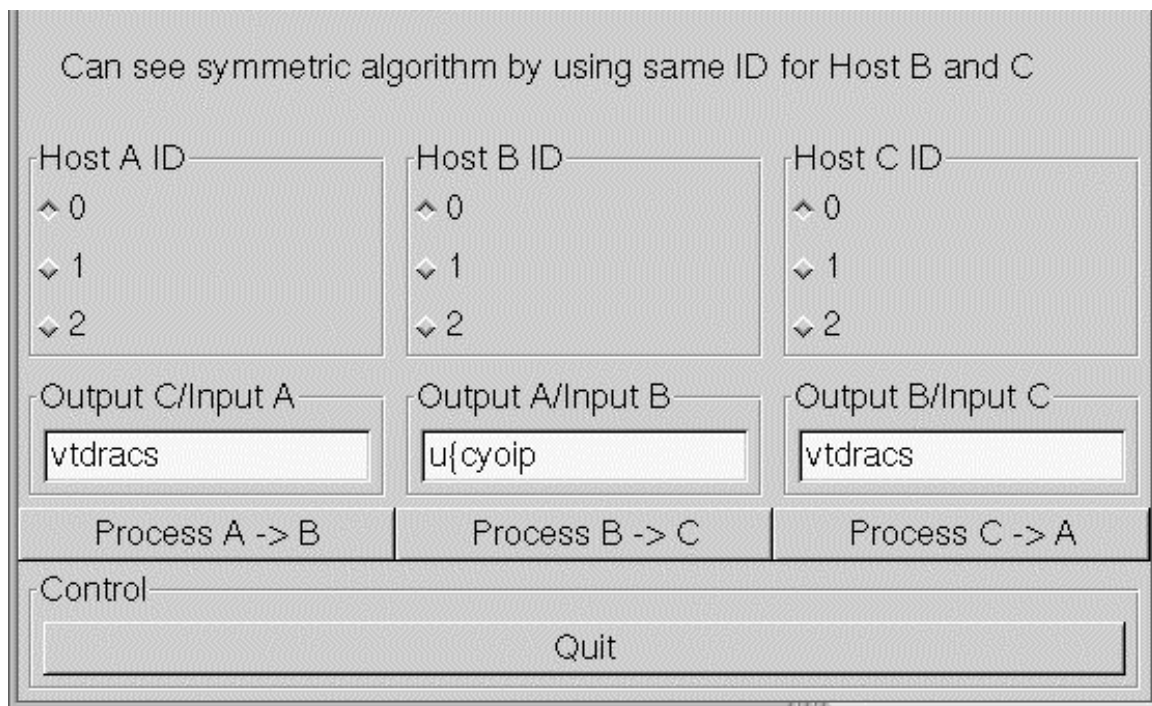 Can see symmetric algorithm by using same ID for Host B and C
Host A ID Host B ID Host C ID
0 0 0
1 1 1
2 2 2
Output C/Input A Output A/Input B Output B/Input C
vtdracs u{cyoip vtdracs
Process A -> B Process B -> C Process C -> A
Control
Quit